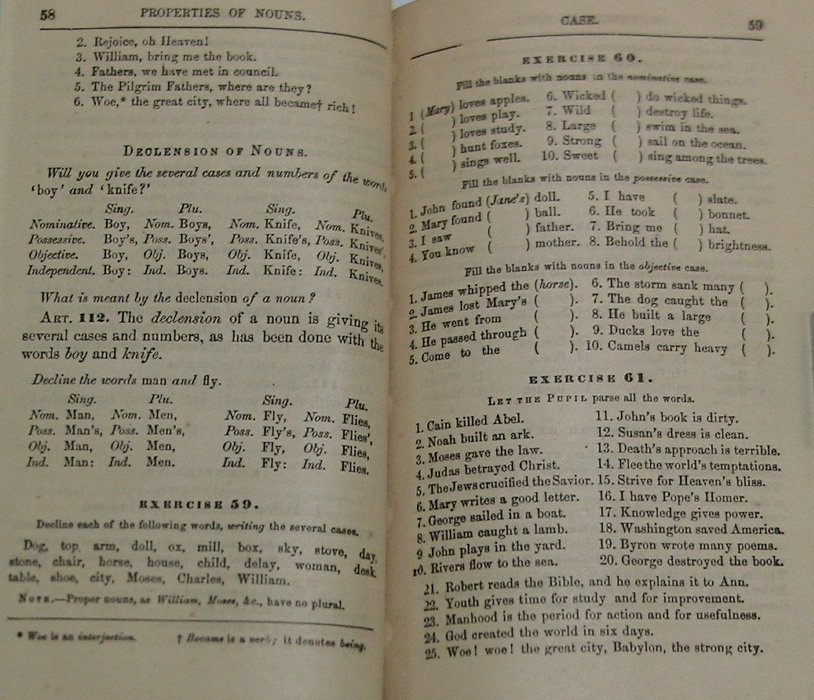 58 PROPERTIES OF NOUNS.
2. Rejoice, oh Heaven!
3. William, bring me the book.
4. Fathers, we have met in council.
5. The Pilgrim Fathers, where are they?
6. Woe,* the great city, where all became† rich!
DECLENSION OF NOUNS.
Will you give the several cases and numbers of the words
'boy' and 'knife?'
Sing. Plu. Sing. Plu.
Nominative. Boy, Nom. Boys, Nom. Knife, Nom. Knives,
Possessive. Boy's, Poss. Boys', Poss. Knife's, Poss. Knives',
Objective. Boy, Obj. Boys, Obj. Knife, Obj. Knives,
Independent. Boy: Ind. Boys. Ind. Knife: Ind. Knives.
What is meant by the declension of a noun?
ART. 112. The declension of a noun is giving its
several cases and numbers, as has been done with the
words boy and knife.
Decline the words man and fly.
Sing. Plu. Sing. Plu.
Nom. Man, Nom. Men, Nom. Fly, Nom. Flies,
Poss. Man's, Poss. Men's, Poss. Fly's, Poss. Flies',
Obj. Man, Obj. Men, Obj. Fly, Obj. Flies,
Ind. Man: Ind. Men. Ind. Fly: Ind. Flies.
EXERCISE 59.
Decline each of the following words, writing the several cases.
Dog, top, arm, doll, ox, mill, box, sky, stove, day,
stone, chair, horse, house, child, delay, woman, desk
table, shoe, city, Moses, Charles, William.
NOTE.—Proper nouns, as William, Moses, &c., have no plural.
* Woe is an interjection. † Became is a verb; it denotes being.
CASE. 59
EXERCISE 60.
Fill the blanks with nouns in the nominative case.
1 (Mary) loves apples. 6. Wicked ( ) do wicked things.
2. ( ) loves play. 7. Wild ( ) destroy life.
3. ( ) loves study. 8. Large ( ) swim in the sea.
4. ( ) hunt foxes. 9. Strong ( ) sail on the ocean.
5. ( ) sings well. 10. Sweet ( ) sing among the trees.
Fill the blanks with nouns in the possessive case.
1. John found (Jane's) doll. 5. I have ( ) slate.
2. Mary found ( ) ball. 6. He took ( ) bonnet.
3. I saw ( ) father. 7. Bring me ( ) hat.
4. You know ( ) mother. 8. Behold the ( ) brightness.
Fill the blanks with nouns in the objective case.
1. James whipped the (horse). 6. The storm sank many ( ).
2. James lost Mary's ( ). 7. The dog caught the ( ).
3. He went from ( ). 8. He built a large ( ).
4. He passed through ( ). 9. Ducks love the ( ).
5. Come to the ( ). 10. Camels carry heavy ( ).
EXERCISE 61.
LET THE PUPIL parse all the words.
1. Cain killed Abel. 11. John's book is dirty.
2. Noah built an ark. 12. Susan's dress is clean.
3. Moses gave the law. 13. Death's approach is terrible.
4. Judas betrayed Christ. 14. Flee the world's temptations.
5. The Jews crucified the Savior. 15. Strive for Heaven's bliss.
6. Mary writes a good letter. 16. I have Pope's Homer.
7. George sailed in a boat. 17. Knowledge gives power.
8. William caught a lamb. 18. Washington saved America.
9 John plays in the yard. 19. Byron wrote many poems.
10. Rivers flow to the sea. 20. George destroyed the book.
21. Robert reads the Bible, and he explains it to Ann.
22. Youth gives time for study and for improvement.
23. Manhood is the period for action and for usefulness.
24. God created the world in six days.
25. Woe! woe! the great city, Babylon, the strong city.